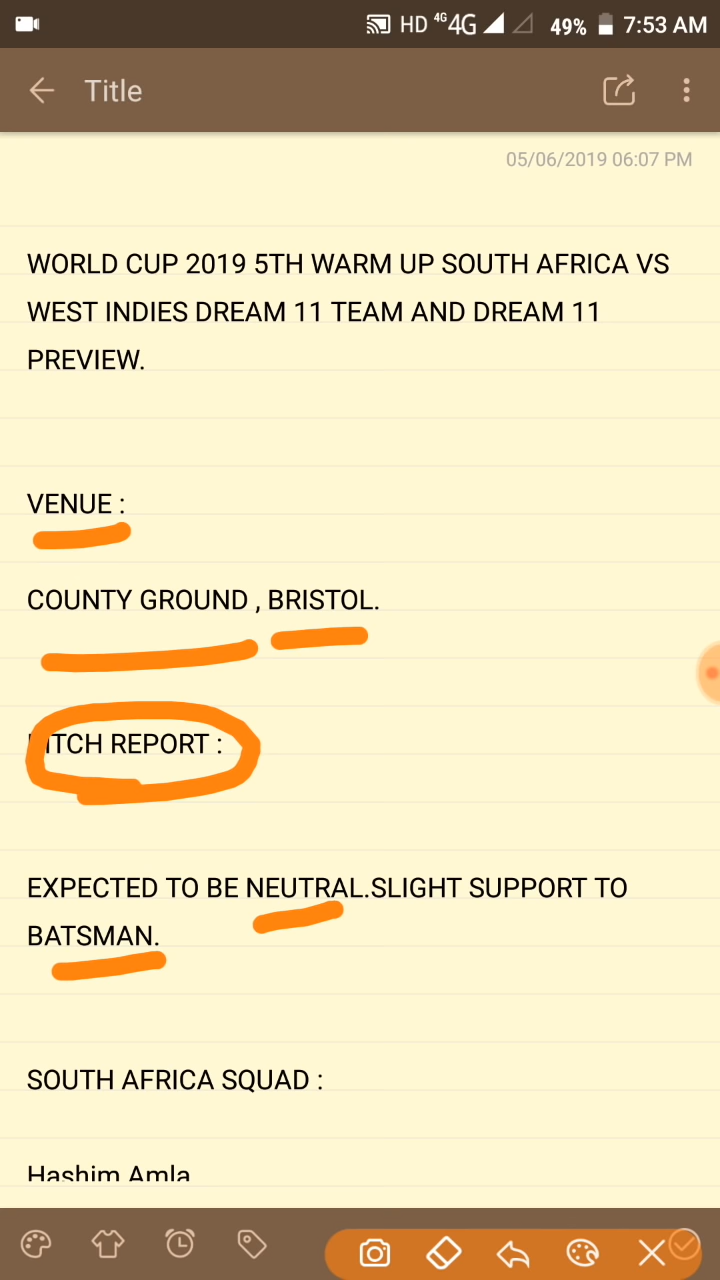 HD 4G 4G 49% 7:53 AM
Title
05/06/2019 06:07 PM
WORLD CUP 2019 5TH WARM UP SOUTH AFRICA VS
WEST INDIES DREAM 11 TEAM AND DREAM 11
PREVIEW.
VENUE :
COUNTY GROUND , BRISTOL.
PITCH REPORT :
EXPECTED TO BE NEUTRAL.SLIGHT SUPPORT TO
BATSMAN.
SOUTH AFRICA SQUAD :
Hashim Amla